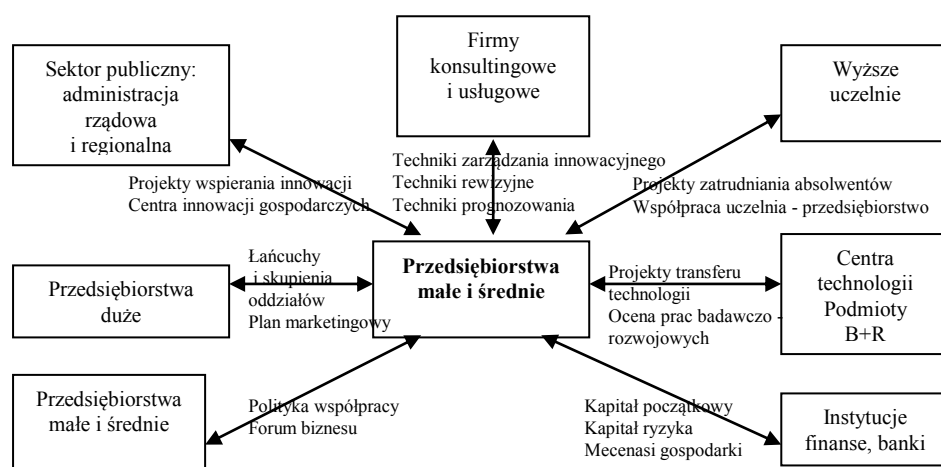 Sektor publiczny:
administracja
rządowa
i regionalna
Firmy
konsultingowe
i usługowe
Wyższe
uczelnie
Projekty wspierania innowacji
Centra innowacji gospodarczych
Techniki zarządzania innowacyjnego
Techniki rewizyjne
Techniki prognozowania
Projekty zatrudniania absolwentów
Współpraca uczelnia - przedsiębiorstwo
Przedsiębiorstwa
duże
Łańcuchy
i skupienia
oddziałów
Plan marketingowy
Przedsiębiorstwa
małe i średnie
Projekty transferu
technologii
Ocena prac badawczo -
rozwojowych
Centra
technologii
Podmioty
B+R
Przedsiębiorstwa
małe i średnie
Polityka współpracy
Forum biznesu
Kapitał początkowy
Kapitał ryzyka
Mecenasi gospodarki
Instytucje
finanse, banki